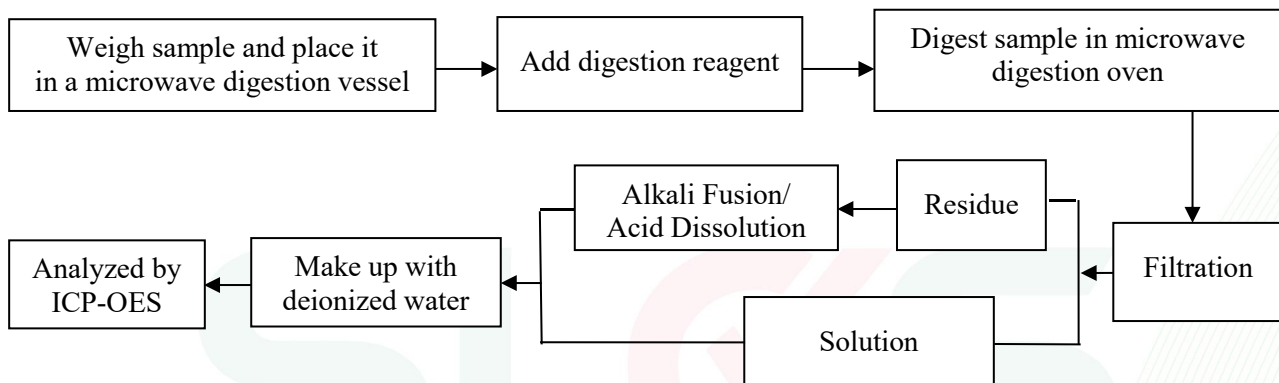 Weigh sample and place it
in a microwave digestion vessel
Add digestion reagent
Digest sample in microwave
digestion oven
Filtration
Residue
Alkali Fusion/
Acid Dissolution
Solution
Make up with
deionized water
Analyzed by
ICP-OES